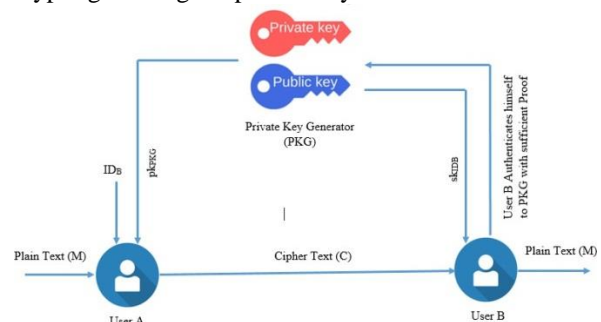 Private key
Public key
Private Key Generator
(PKG)
IDB
pkPKG
skIDB
User B Authenticates himself
to PKG with sufficient Proof
Plain Text (M)
Cipher Text (C)
Plain Text (M)
User A
User B